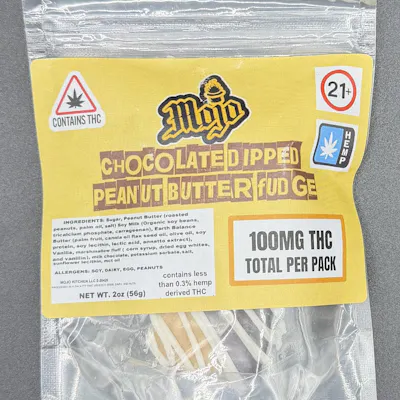 21+
CONTAINS THC
Mojo
HEMP
CHOCOLATE DIPPED
PEANUT BUTTER FUDGE
INGREDIENTS: Sugar, Peanut Butter (roasted
peanuts, palm oil, salt) Soy Milk (Organic soy beans,
tricalcium phosphate, carrageenan), Earth Balance
Butter (palm fruit, canola oil flax seed oil, olive oil, soy
protein, soy lecithin, lactic acid, annatto extract),
Vanilla, marshmallow fluff ( corn syrup, dried egg whites,
and vanillin), milk chocolate, potassium sorbate, salt,
sunflower lecithin, mct oil
ALLERGENS: SOY, DAIRY, EGG, PEANUTS
MOJO KITCHEN LLC
NET WT. 2oz (56g)
contains less
than 0.3% hemp
derived THC
100MG THC
TOTAL PER PACK